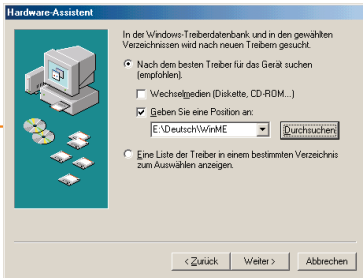 Hardware-Assistent
In der Windows-Treiberdatenbank und in den gewählten
Verzeichnissen wird nach neuen Treibern gesucht.
Nach dem besten Treiber für das Gerät suchen
(empfohlen).
Wechselmedien (Diskette, CD-ROM...)
Geben Sie eine Position an:
E:\Deutsch\WinME
Durchsuchen
Eine Liste der Treiber in einem bestimmten Verzeichnis
zum Auswählen anzeigen.
< Zurück Weiter > Abbrechen